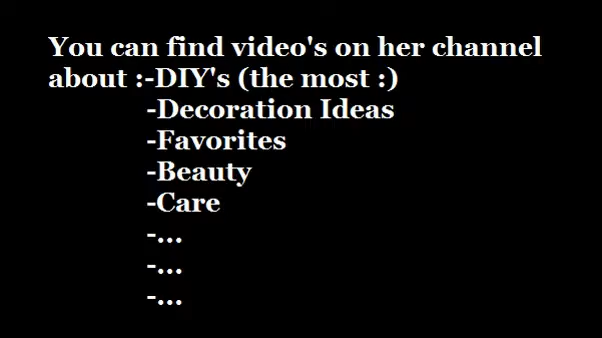 You can find video's on her channel
about :-DIY's (the most :)
-Decoration Ideas
-Favorites
-Beauty
-Care
-...
-...
-...